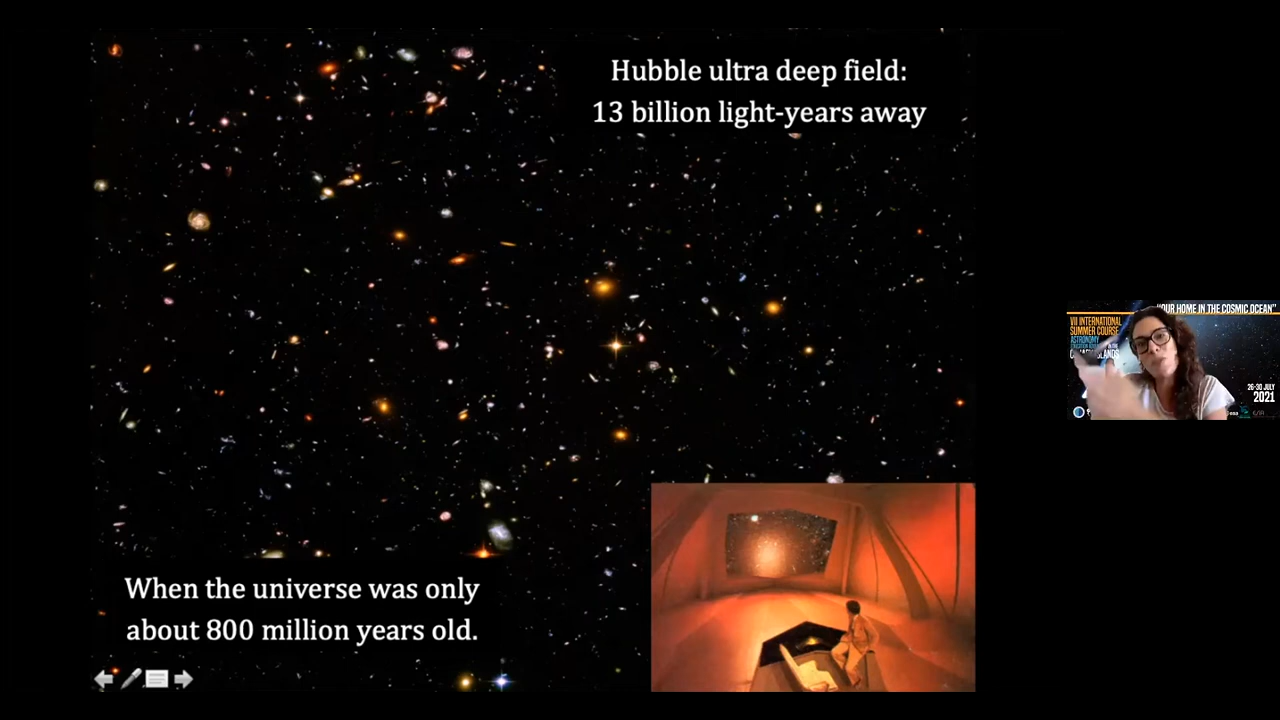 Hubble ultra deep field:
13 billion light-years away
When the universe was only
about 800 million years old.
"OUR HOME IN THE COSMIC OCEAN"
VII INTERNATIONAL
SUMMER COURSE
ASTRONOMY
26-30 JULY
2021